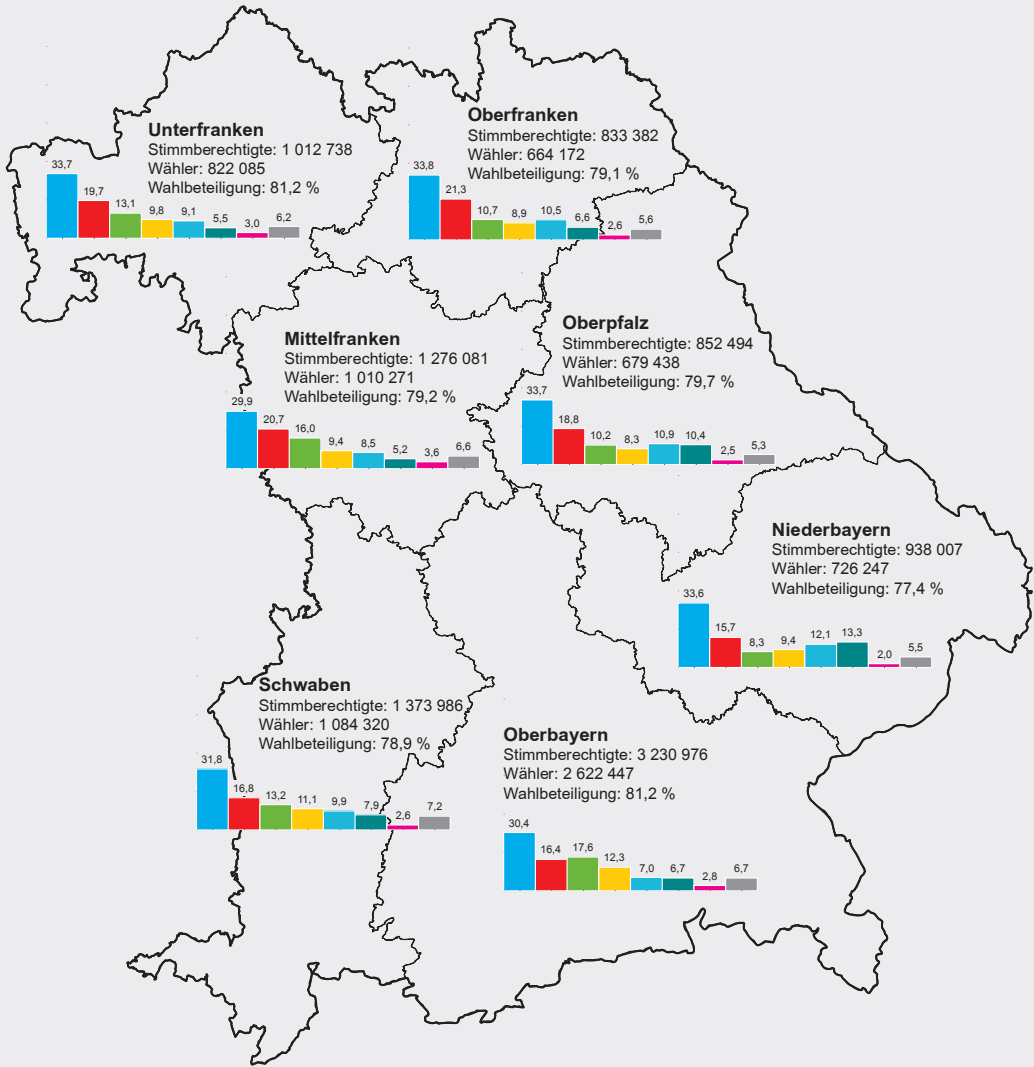 Unterfranken
Stimmberechtigte: 1 012 738
Wähler: 822 085
Wahlbeteiligung: 81,2 %
33,7 19,7 13,1 9,8 9,1 5,5 3,0 6,2
Oberfranken
Stimmberechtigte: 833 382
Wähler: 664 172
Wahlbeteiligung: 79,1 %
33,8 21,3 10,7 8,9 10,5 6,6 2,6 5,6
Mittelfranken
Stimmberechtigte: 1 276 081
Wähler: 1 010 271
Wahlbeteiligung: 79,2 %
29,9 20,7 16,0 9,4 8,5 5,2 3,6 6,6
Oberpfalz
Stimmberechtigte: 852 494
Wähler: 679 438
Wahlbeteiligung: 79,7 %
33,7 18,8 10,2 8,3 10,9 10,4 2,5 5,3
Niederbayern
Stimmberechtigte: 938 007
Wähler: 726 247
Wahlbeteiligung: 77,4 %
33,6 15,7 8,3 9,4 12,1 13,3 2,0 5,5
Schwaben
Stimmberechtigte: 1 373 986
Wähler: 1 084 320
Wahlbeteiligung: 78,9 %
31,8 16,8 13,2 11,1 9,9 7,9 2,6 7,2
Oberbayern
Stimmberechtigte: 3 230 976
Wähler: 2 622 447
Wahlbeteiligung: 81,2 %
30,4 16,4 17,6 12,3 7,0 6,7 2,8 6,7